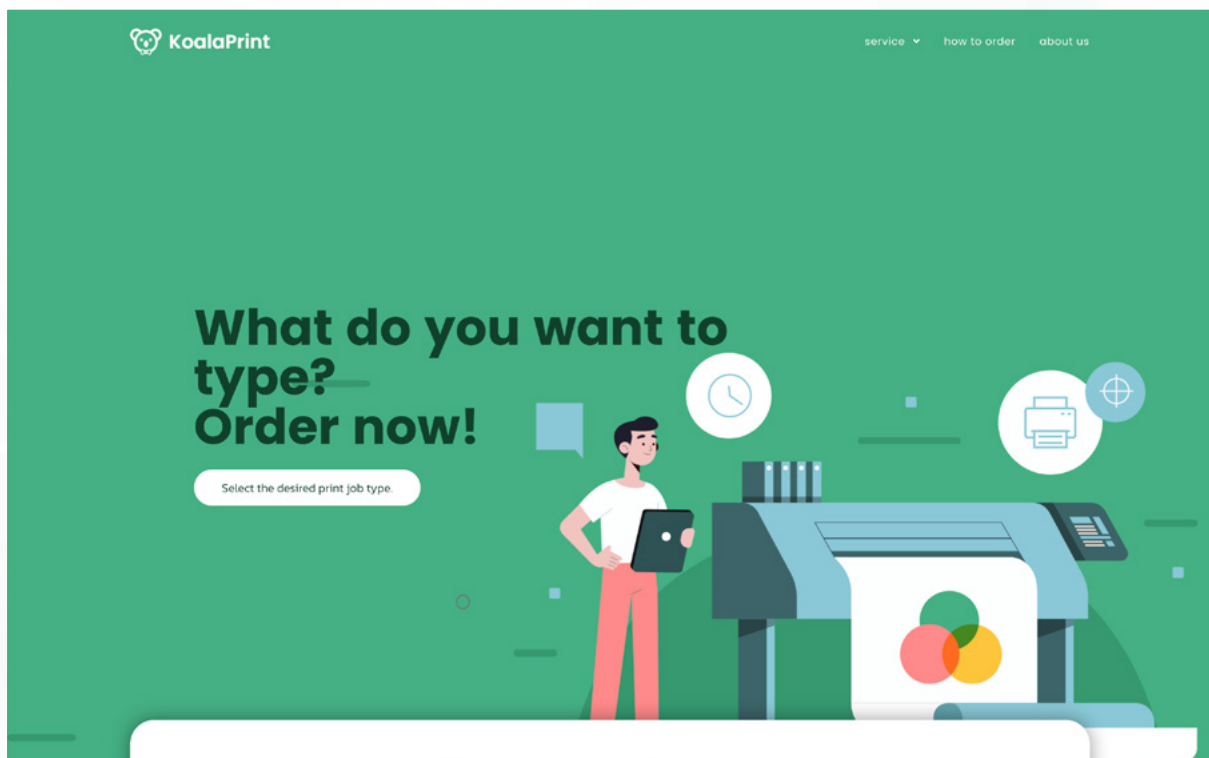 KoalaPrint
service
how to order
about us
What do you want to
type?
Order now!
Select the desired print job type.